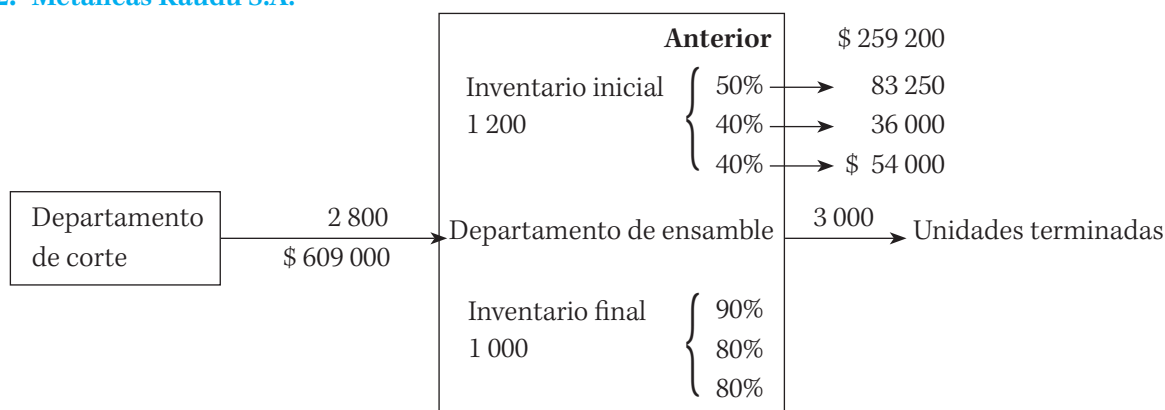 Anterior $ 259 200
Inventario inicial 50% 83 250
1 200 40% 36 000
40% $ 54 000
Departamento
de corte
2 800
$ 609 000
Departamento de ensamble
3 000
Unidades terminadas
Inventario final 90%
1 000 80%
80%